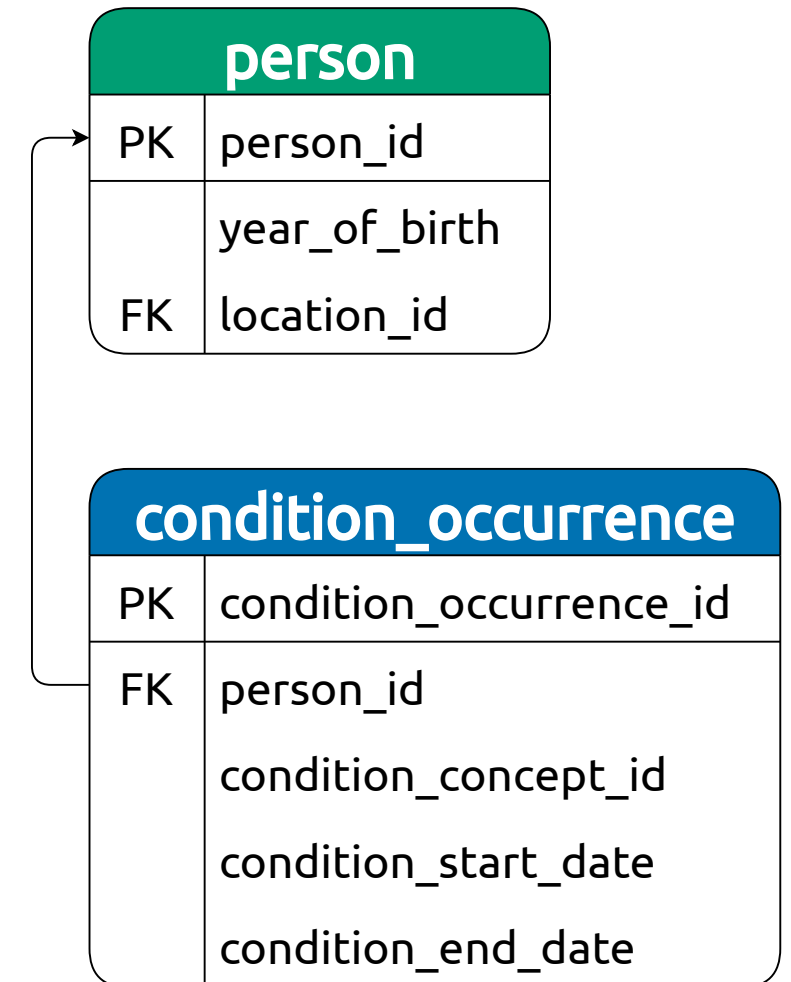 person
PK person_id
year_of_birth
FK location_id
condition_occurrence
PK condition_occurrence_id
FK person_id
condition_concept_id
condition_start_date
condition_end_date